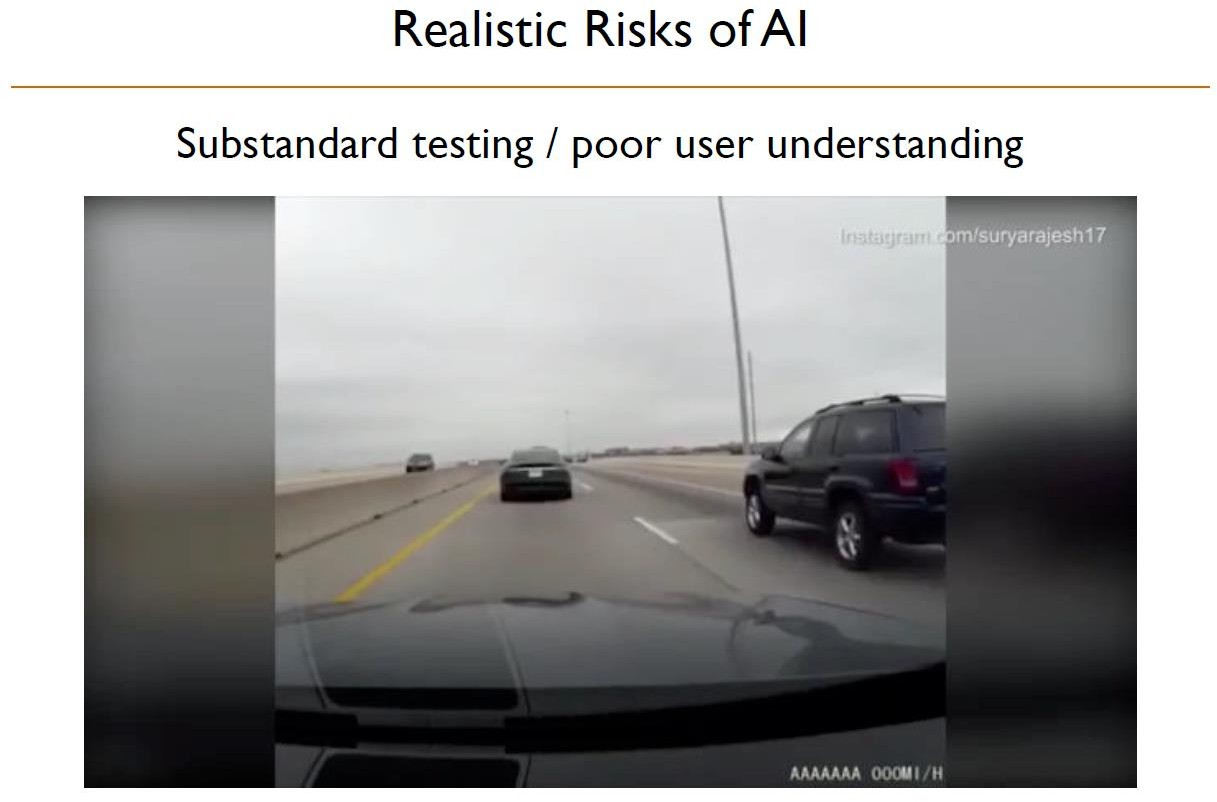 Realistic Risks of AI
Substandard testing / poor user understanding
Instagram.com/suryarajesh17
AAAAAAA 000MI/H